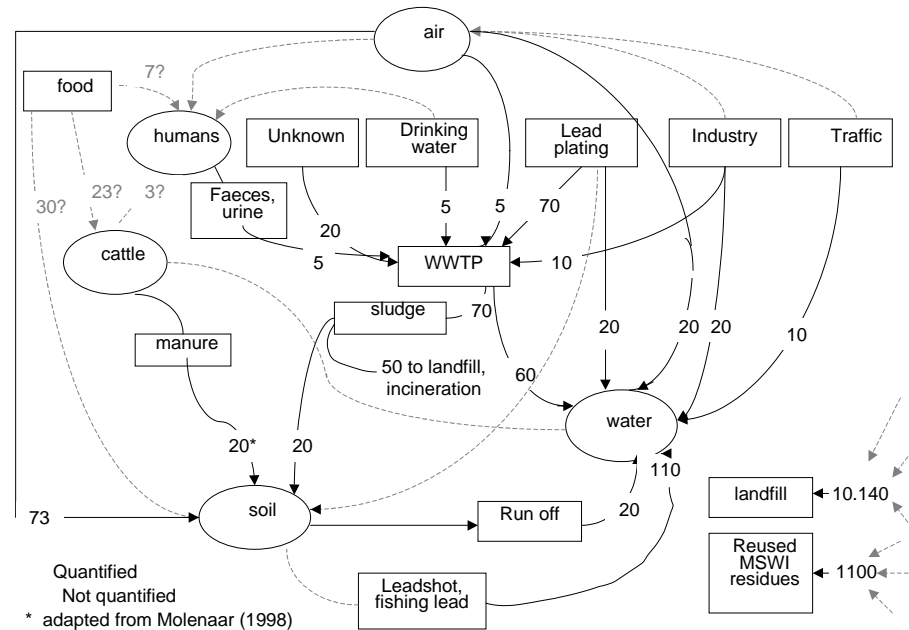 air
food
7?
humans
Unknown
Drinking
water
Lead
plating
Industry
Traffic
30?
23?
3?
Faeces,
urine
20
5
5
70
cattle
5
WWTP
10
sludge
70
manure
50 to landfill,
incineration
20
20
20
10
60
water
20*
20
110
soil
73
Run off
20
landfill
10.140
Reused
MSWI
residues
1100
Quantified
Not quantified
* adapted from Molenaar (1998)
Leadshot,
fishing lead